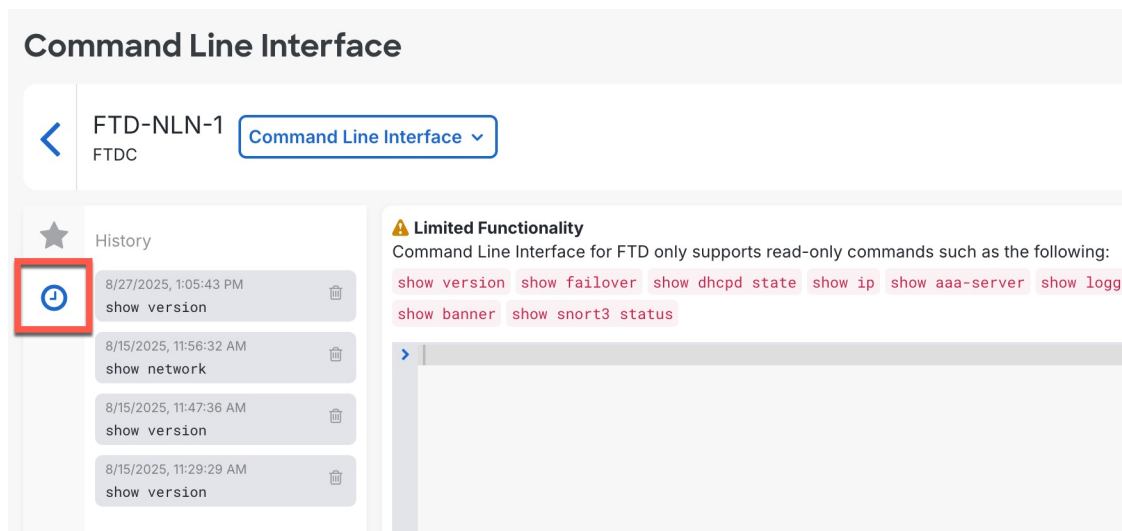 Command Line Interface
FTD-NLN-1
FTDC
Command Line Interface
History
8/27/2025, 1:05:43 PM
show version
8/15/2025, 11:56:32 AM
show network
8/15/2025, 11:47:36 AM
show version
8/15/2025, 11:29:29 AM
show version
Limited Functionality
Command Line Interface for FTD only supports read-only commands such as the following:
show version show failover show dhcpd state show ip show aaa-server show logg
show banner show snort3 status